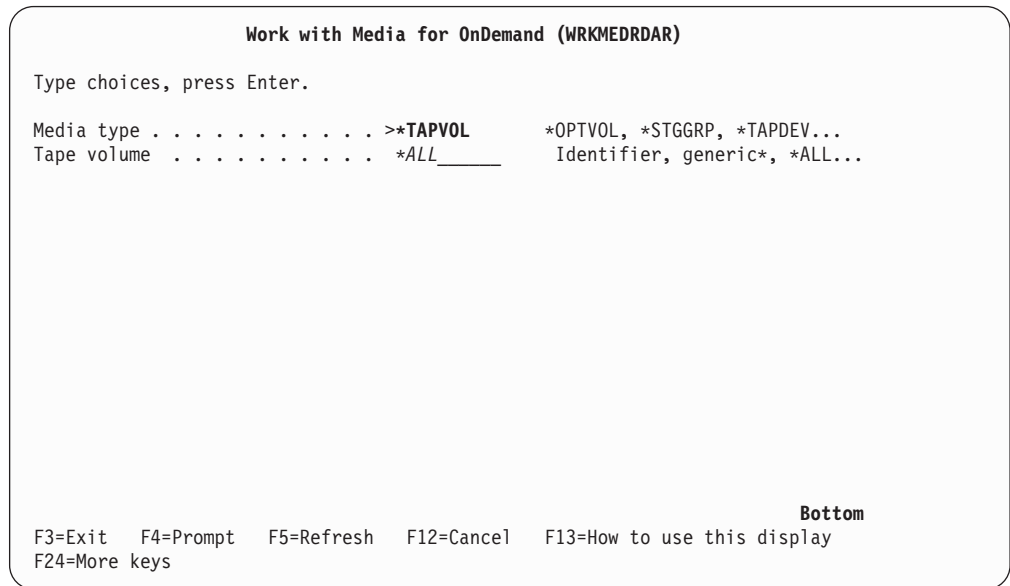 Work with Media for OnDemand (WRKMEDRDAR)
Type choices, press Enter.
Media type . . . . . . . . . . . >*TAPVOL *OPTVOL, *STGGRP, *TAPDEV...
Tape volume . . . . . . . . . . *ALL______ Identifier, generic*, *ALL...
Bottom
F3=Exit F4=Prompt F5=Refresh F12=Cancel F13=How to use this display
F24=More keys